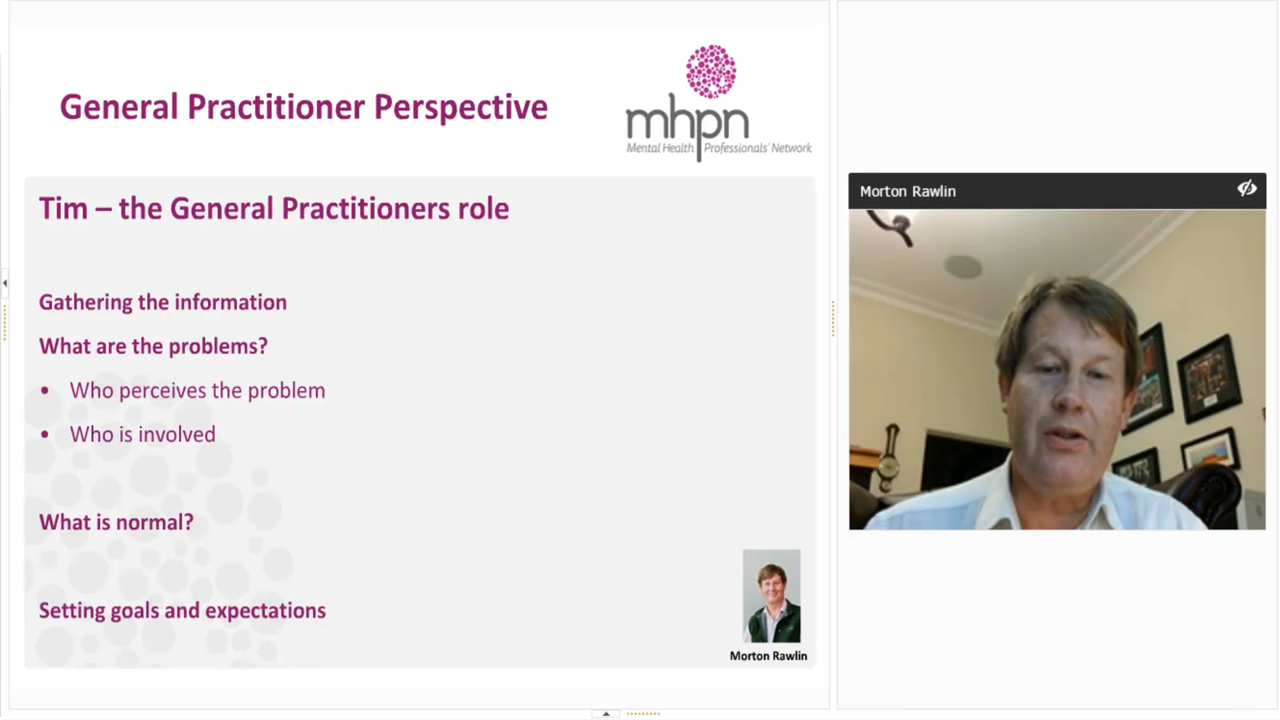 General Practitioner Perspective
mhpn
Mental Health Professionals' Network
Tim – the General Practitioners role
Gathering the information
What are the problems?
• Who perceives the problem
• Who is involved
What is normal?
Setting goals and expectations
Morton Rawlin
Morton Rawlin